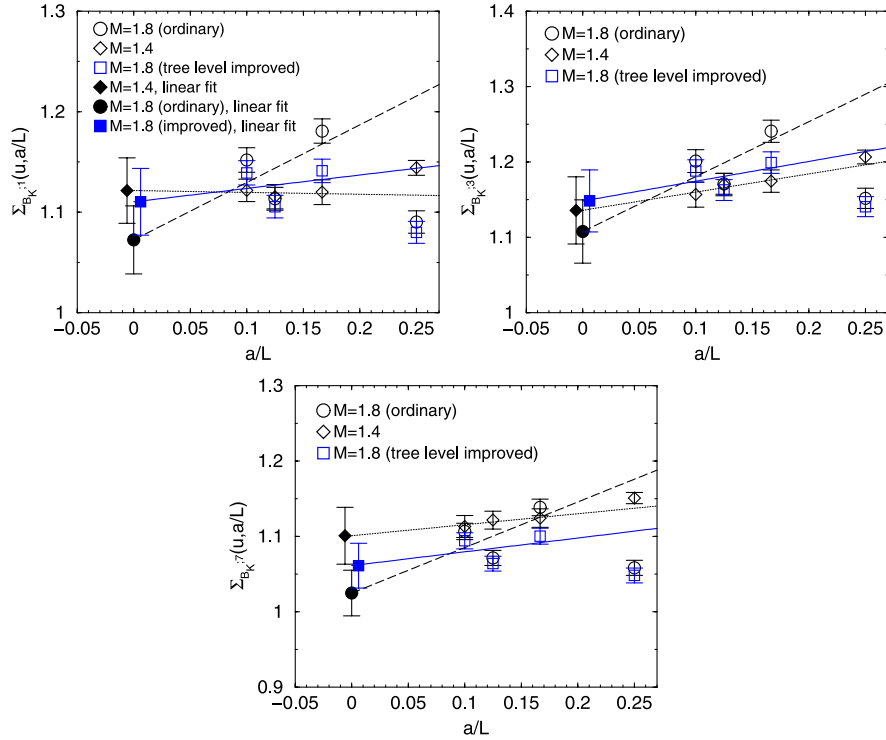 1.3
1.2
1.1
1
Σ_{B_K;1}(u,a/L)
M=1.8 (ordinary)
M=1.4
M=1.8 (tree level improved)
M=1.4, linear fit
M=1.8 (ordinary), linear fit
M=1.8 (improved), linear fit
-0.05 0 0.05 0.1 0.15 0.2 0.25
a/L
1.4
1.3
1.2
1.1
1
Σ_{B_K;3}(u,a/L)
M=1.8 (ordinary)
M=1.4
M=1.8 (tree level improved)
-0.05 0 0.05 0.1 0.15 0.2 0.25
a/L
1.3
1.2
1.1
1
0.9
Σ_{B_K;7}(u,a/L)
M=1.8 (ordinary)
M=1.4
M=1.8 (tree level improved)
-0.05 0 0.05 0.1 0.15 0.2 0.25
a/L